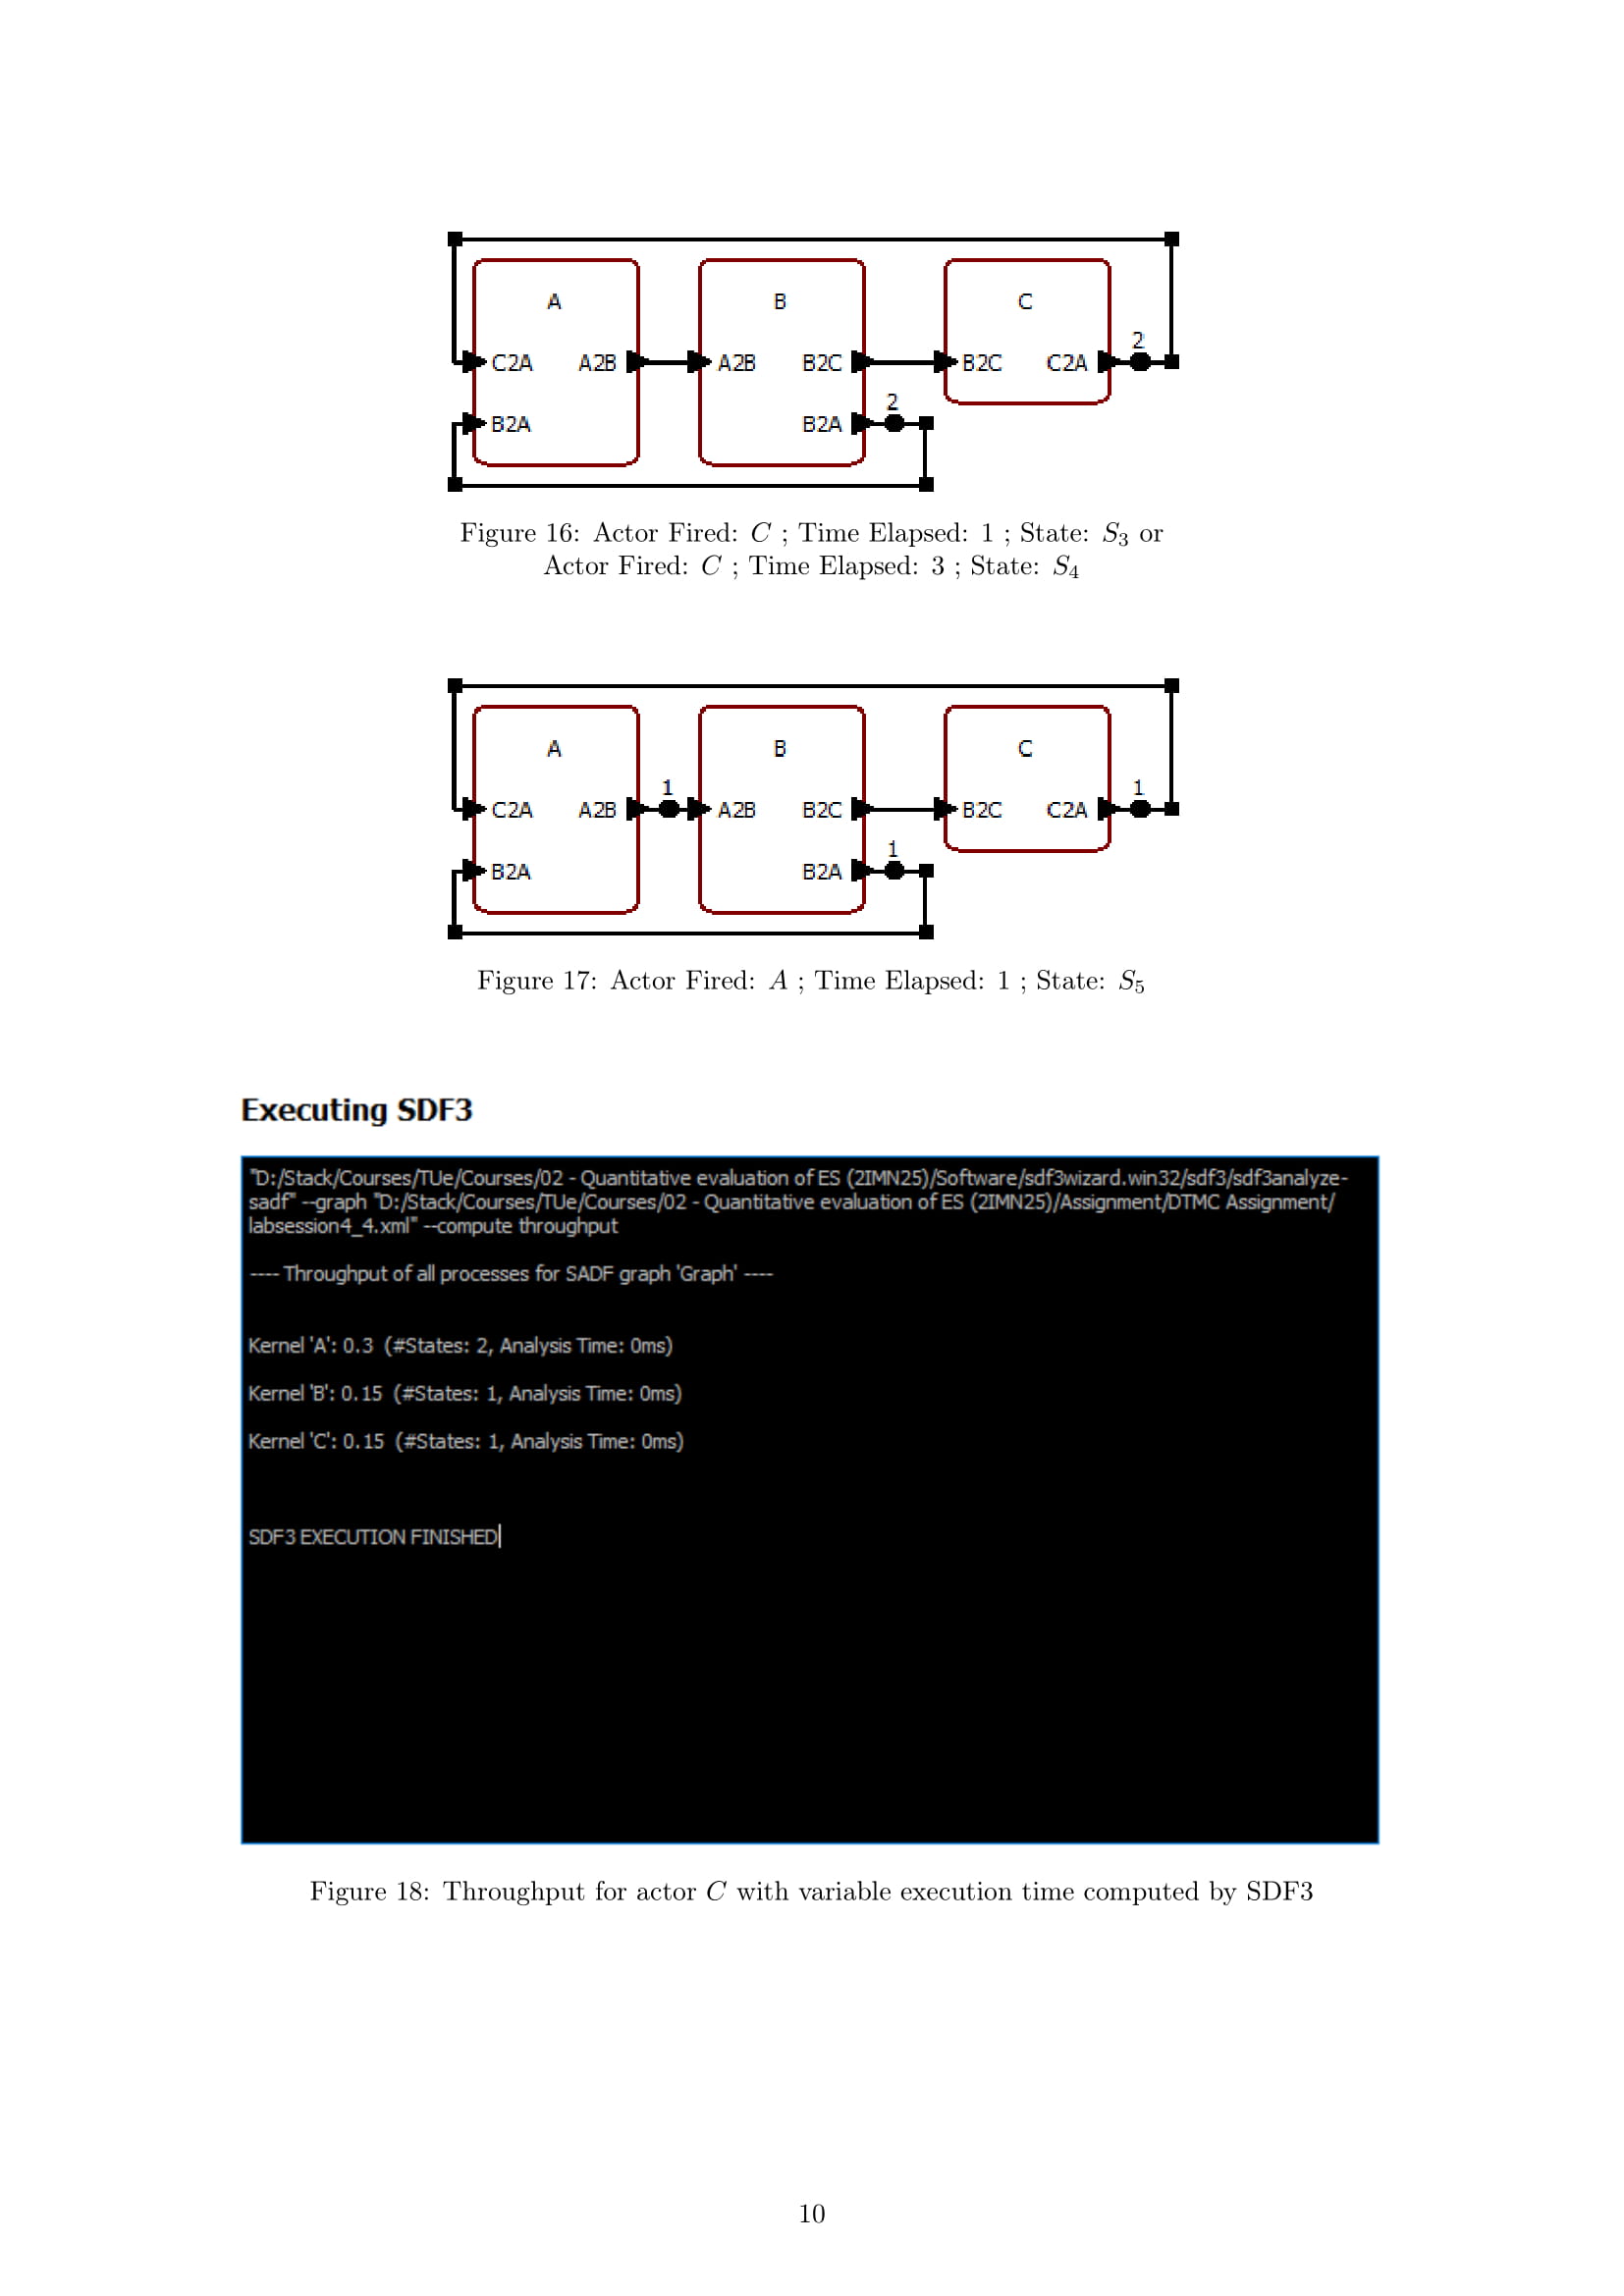 A B C
2
C2A A2B A2B B2C B2C C2A
2
B2A B2A
Figure 16: Actor Fired: C ; Time Elapsed: 1 ; State: S3 or
Actor Fired: C ; Time Elapsed: 3 ; State: S4
A B C
1 1
C2A A2B A2B B2C B2C C2A
1
B2A B2A
Figure 17: Actor Fired: A ; Time Elapsed: 1 ; State: S5
Executing SDF3
"D:/Stack/Courses/TUe/Courses/02 - Quantitative evaluation of ES (2IMN25)/Software/sdf3wizard.win32/sdf3/sdf3analyze-
sadf" --graph "D:/Stack/Courses/TUe/Courses/02 - Quantitative evaluation of ES (2IMN25)/Assignment/DTMC Assignment/
labsession4_4.xml" --compute throughput
---- Throughput of all processes for SADF graph 'Graph' ----
Kernel 'A': 0.3 (#States: 2, Analysis Time: 0ms)
Kernel 'B': 0.15 (#States: 1, Analysis Time: 0ms)
Kernel 'C': 0.15 (#States: 1, Analysis Time: 0ms)
SDF3 EXECUTION FINISHED
Figure 18: Throughput for actor C with variable execution time computed by SDF3
10